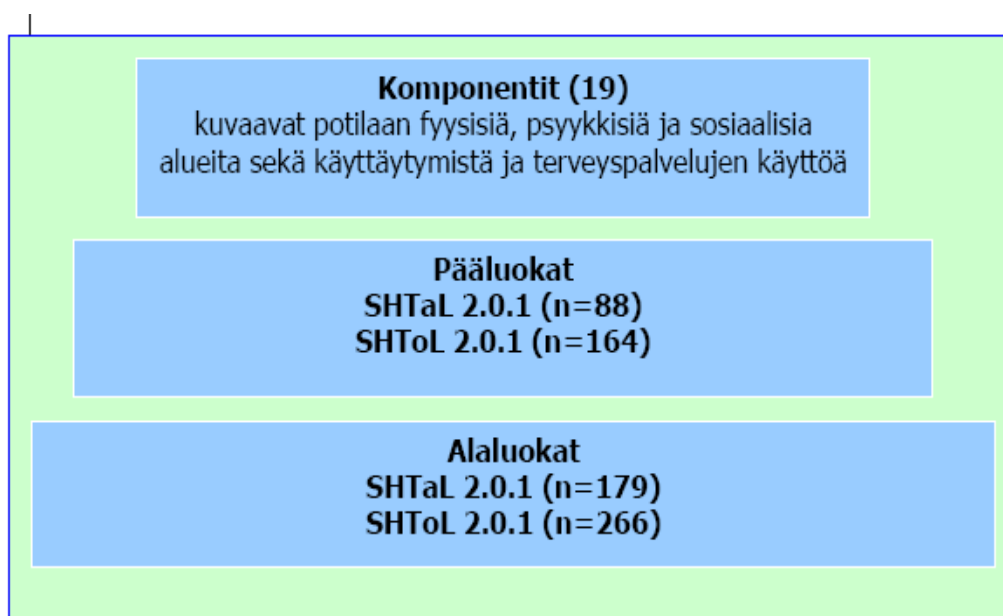 Komponentit (19)
kuvaavat potilaan fyysisiä, psyykkisiä ja sosiaalisia
alueita sekä käyttäytymistä ja terveyspalvelujen käyttöä
Pääluokat
SHTaL 2.0.1 (n=88)
SHToL 2.0.1 (n=164)
Alaluokat
SHTaL 2.0.1 (n=179)
SHToL 2.0.1 (n=266)